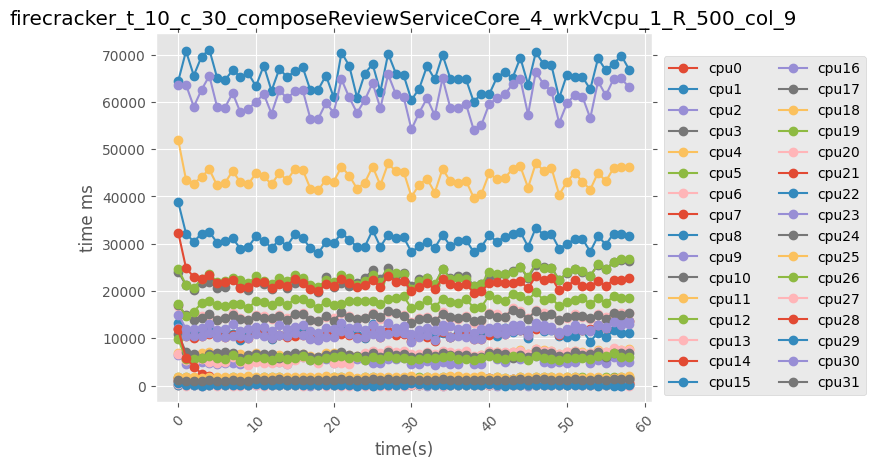 firecracker_t_10_c_30_composeReviewServiceCore_4_wrkVcpu_1_R_500_col_9
70000
60000
50000
40000
30000
20000
10000
0
time ms
0 10 20 30 40 50 60
time(s)
cpu0 cpu16
cpu1 cpu17
cpu2 cpu18
cpu3 cpu19
cpu4 cpu20
cpu5 cpu21
cpu6 cpu22
cpu7 cpu23
cpu8 cpu24
cpu9 cpu25
cpu10 cpu26
cpu11 cpu27
cpu12 cpu28
cpu13 cpu29
cpu14 cpu30
cpu15 cpu31